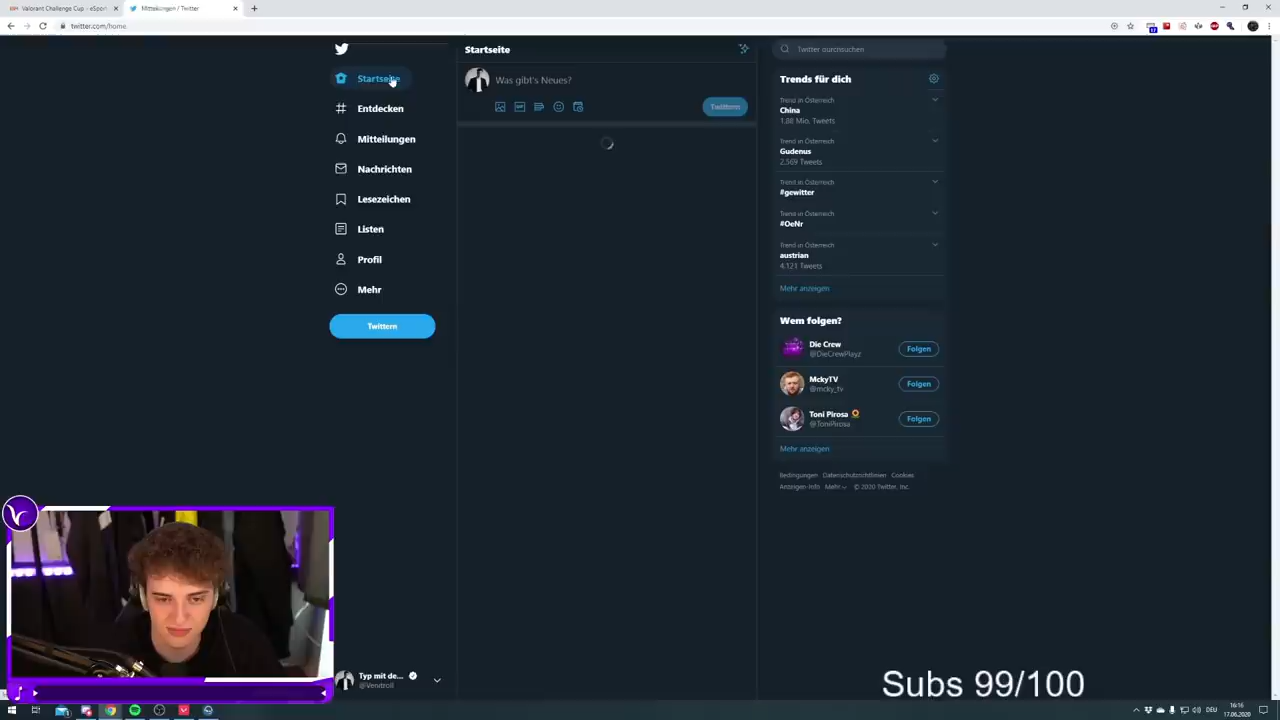 Valorant Challenge Cup - eSport
Mitteilungen / Twitter
twitter.com/home
Startseite
Entdecken
Mitteilungen
Nachrichten
Lesezeichen
Listen
Profil
Mehr
Twittern
Typ mit de...
@Venitroll
Startseite
Was gibt's Neues?
Twittern
Twitter durchsuchen
Trends für dich
Trend in Österreich
China
1,88 Mio. Tweets
Trend in Österreich
Gudenus
2.569 Tweets
Trend in Österreich
#gewitter
Trend in Österreich
#OeNr
Trend in Österreich
austrian
4.121 Tweets
Mehr anzeigen
Wem folgen?
Die Crew
@DieCrewPlayz
Folgen
MckyTV
@mcky_tv
Folgen
Toni Pirosa
@ToniPirosa
Folgen
Mehr anzeigen
Bedingungen Datenschutzrichtlinien Cookies
Anzeigen-Info Mehr © 2020 Twitter, Inc.
Subs 99/100
DEU
16:16
17.06.2020